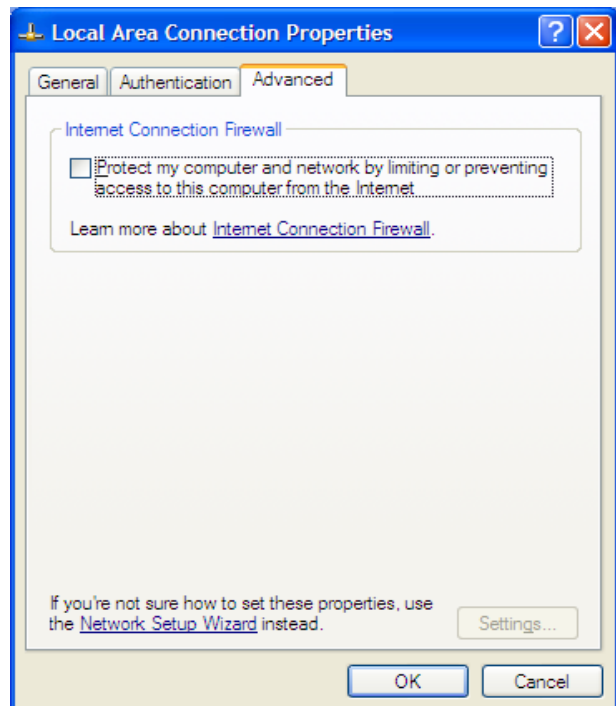 Local Area Connection Properties
General Authentication Advanced
Internet Connection Firewall
Protect my computer and network by limiting or preventing
access to this computer from the Internet
Learn more about Internet Connection Firewall.
If you're not sure how to set these properties, use
the Network Setup Wizard instead.
Settings...
OK Cancel